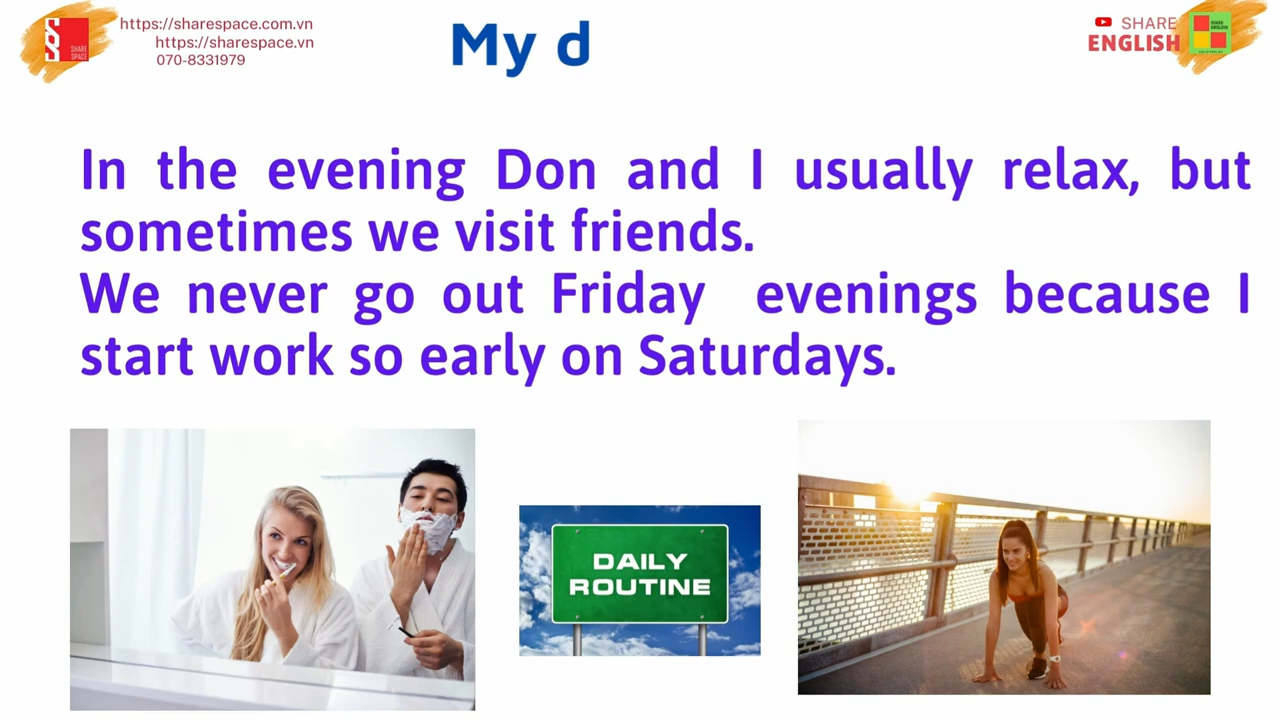 https://sharespace.com.vn
https://sharespace.vn
070-8331979
SHARE
SPACE
My d
SHARE
ENGLISH
In the evening Don and I usually relax, but
sometimes we visit friends.
We never go out Friday evenings because I
start work so early on Saturdays.
DAILY
ROUTINE